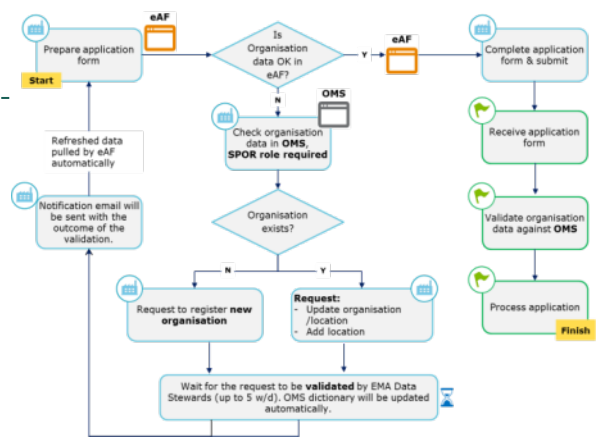 eAF
Prepare application
form
Start
Is
Organisation
data OK in
eAF?
Y
eAF
Complete application
form & submit
N
OMS
Check organisation
data in OMS,
SPOR role required
Receive application
form
Refreshed data
pulled by eAF
automatically
Notification email will
be sent with the
outcome of the
validation.
Organisation
exists?
Validate organisation
data against OMS
N
Y
Request to register new
organisation
Request:
- Update organisation
/location
- Add location
Process application
Finish
Wait for the request to be validated by EMA Data
Stewards (up to 5 w/d). OMS dictionary will be updated
automatically.